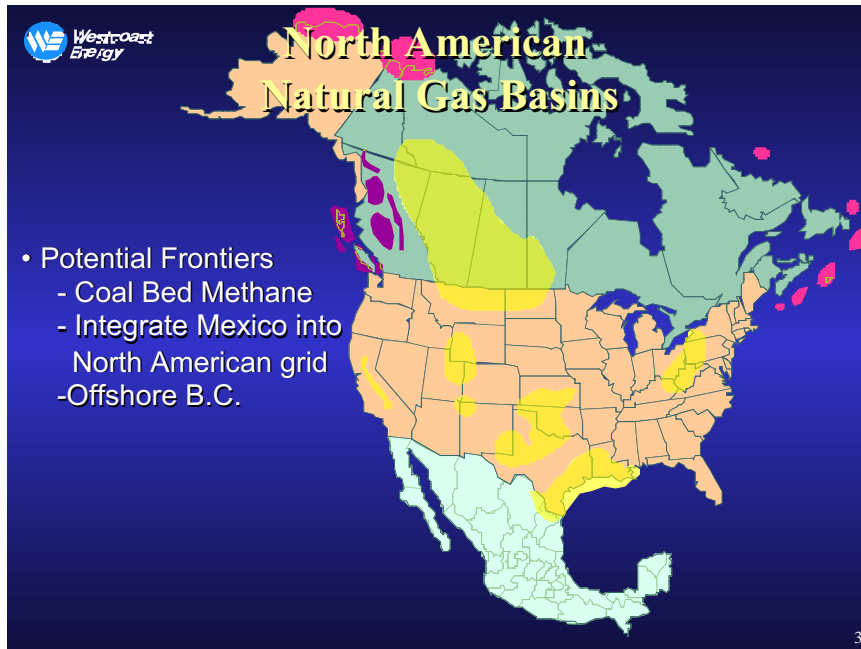 Westcoast
Energy
North American
Natural Gas Basins
• Potential Frontiers
- Coal Bed Methane
- Integrate Mexico into
North American grid
-Offshore B.C.
3